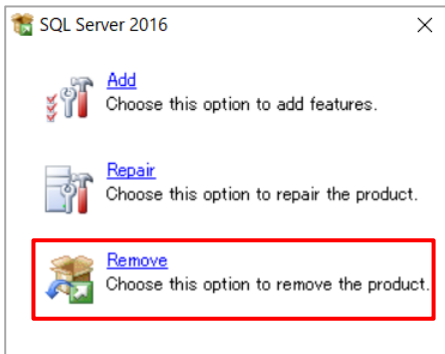 SQL Server 2016
Add
Choose this option to add features.
Repair
Choose this option to repair the product.
Remove
Choose this option to remove the product.